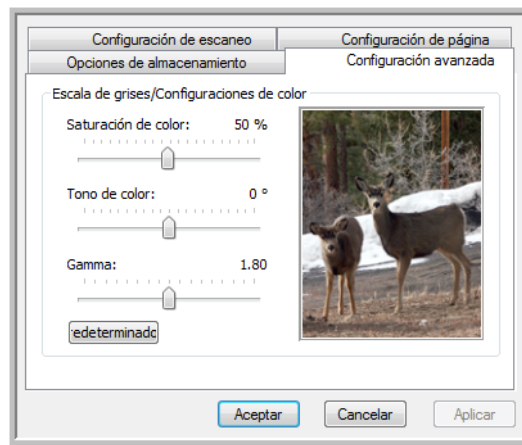 Configuración de escaneo Configuración de página
Opciones de almacenamiento Configuración avanzada
Escala de grises/Configuraciones de color
Saturación de color: 50 %
Tono de color: 0 °
Gamma: 1.80
redeterminado
Aceptar Cancelar Aplicar